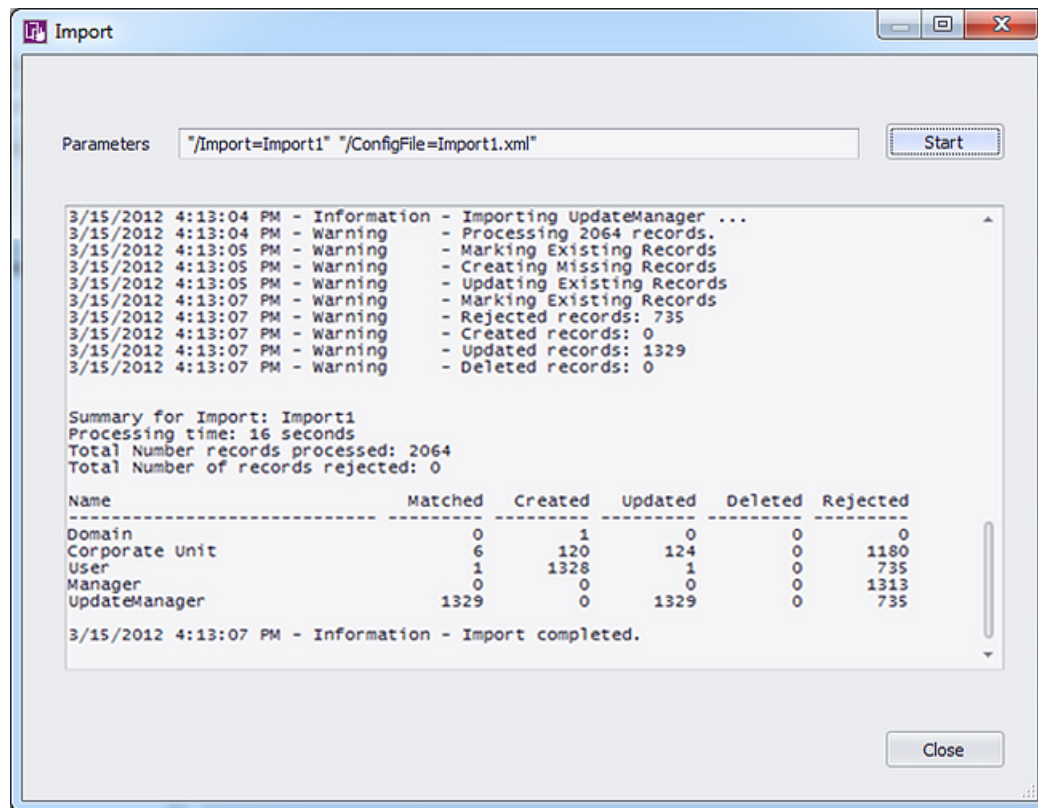 Import
Parameters "/Import=Import1" "/ConfigFile=Import1.xml" Start
3/15/2012 4:13:04 PM - Information - Importing UpdateManager ...
3/15/2012 4:13:04 PM - Warning - Processing 2064 records.
3/15/2012 4:13:05 PM - Warning - Marking Existing Records
3/15/2012 4:13:05 PM - Warning - Creating Missing Records
3/15/2012 4:13:05 PM - Warning - Updating Existing Records
3/15/2012 4:13:07 PM - Warning - Marking Existing Records
3/15/2012 4:13:07 PM - Warning - Rejected records: 735
3/15/2012 4:13:07 PM - Warning - Created records: 0
3/15/2012 4:13:07 PM - Warning - Updated records: 1329
3/15/2012 4:13:07 PM - Warning - Deleted records: 0
Summary for Import: Import1
Processing time: 16 seconds
Total Number records processed: 2064
Total Number of records rejected: 0
Name Matched Created Updated Deleted Rejected
------------------------------ --------- --------- --------- --------- ---------
Domain 0 1 0 0 0
Corporate Unit 6 120 124 0 1180
User 1 1328 1 0 735
Manager 0 0 0 0 1313
UpdateManager 1329 0 1329 0 735
3/15/2012 4:13:07 PM - Information - Import completed.
Close